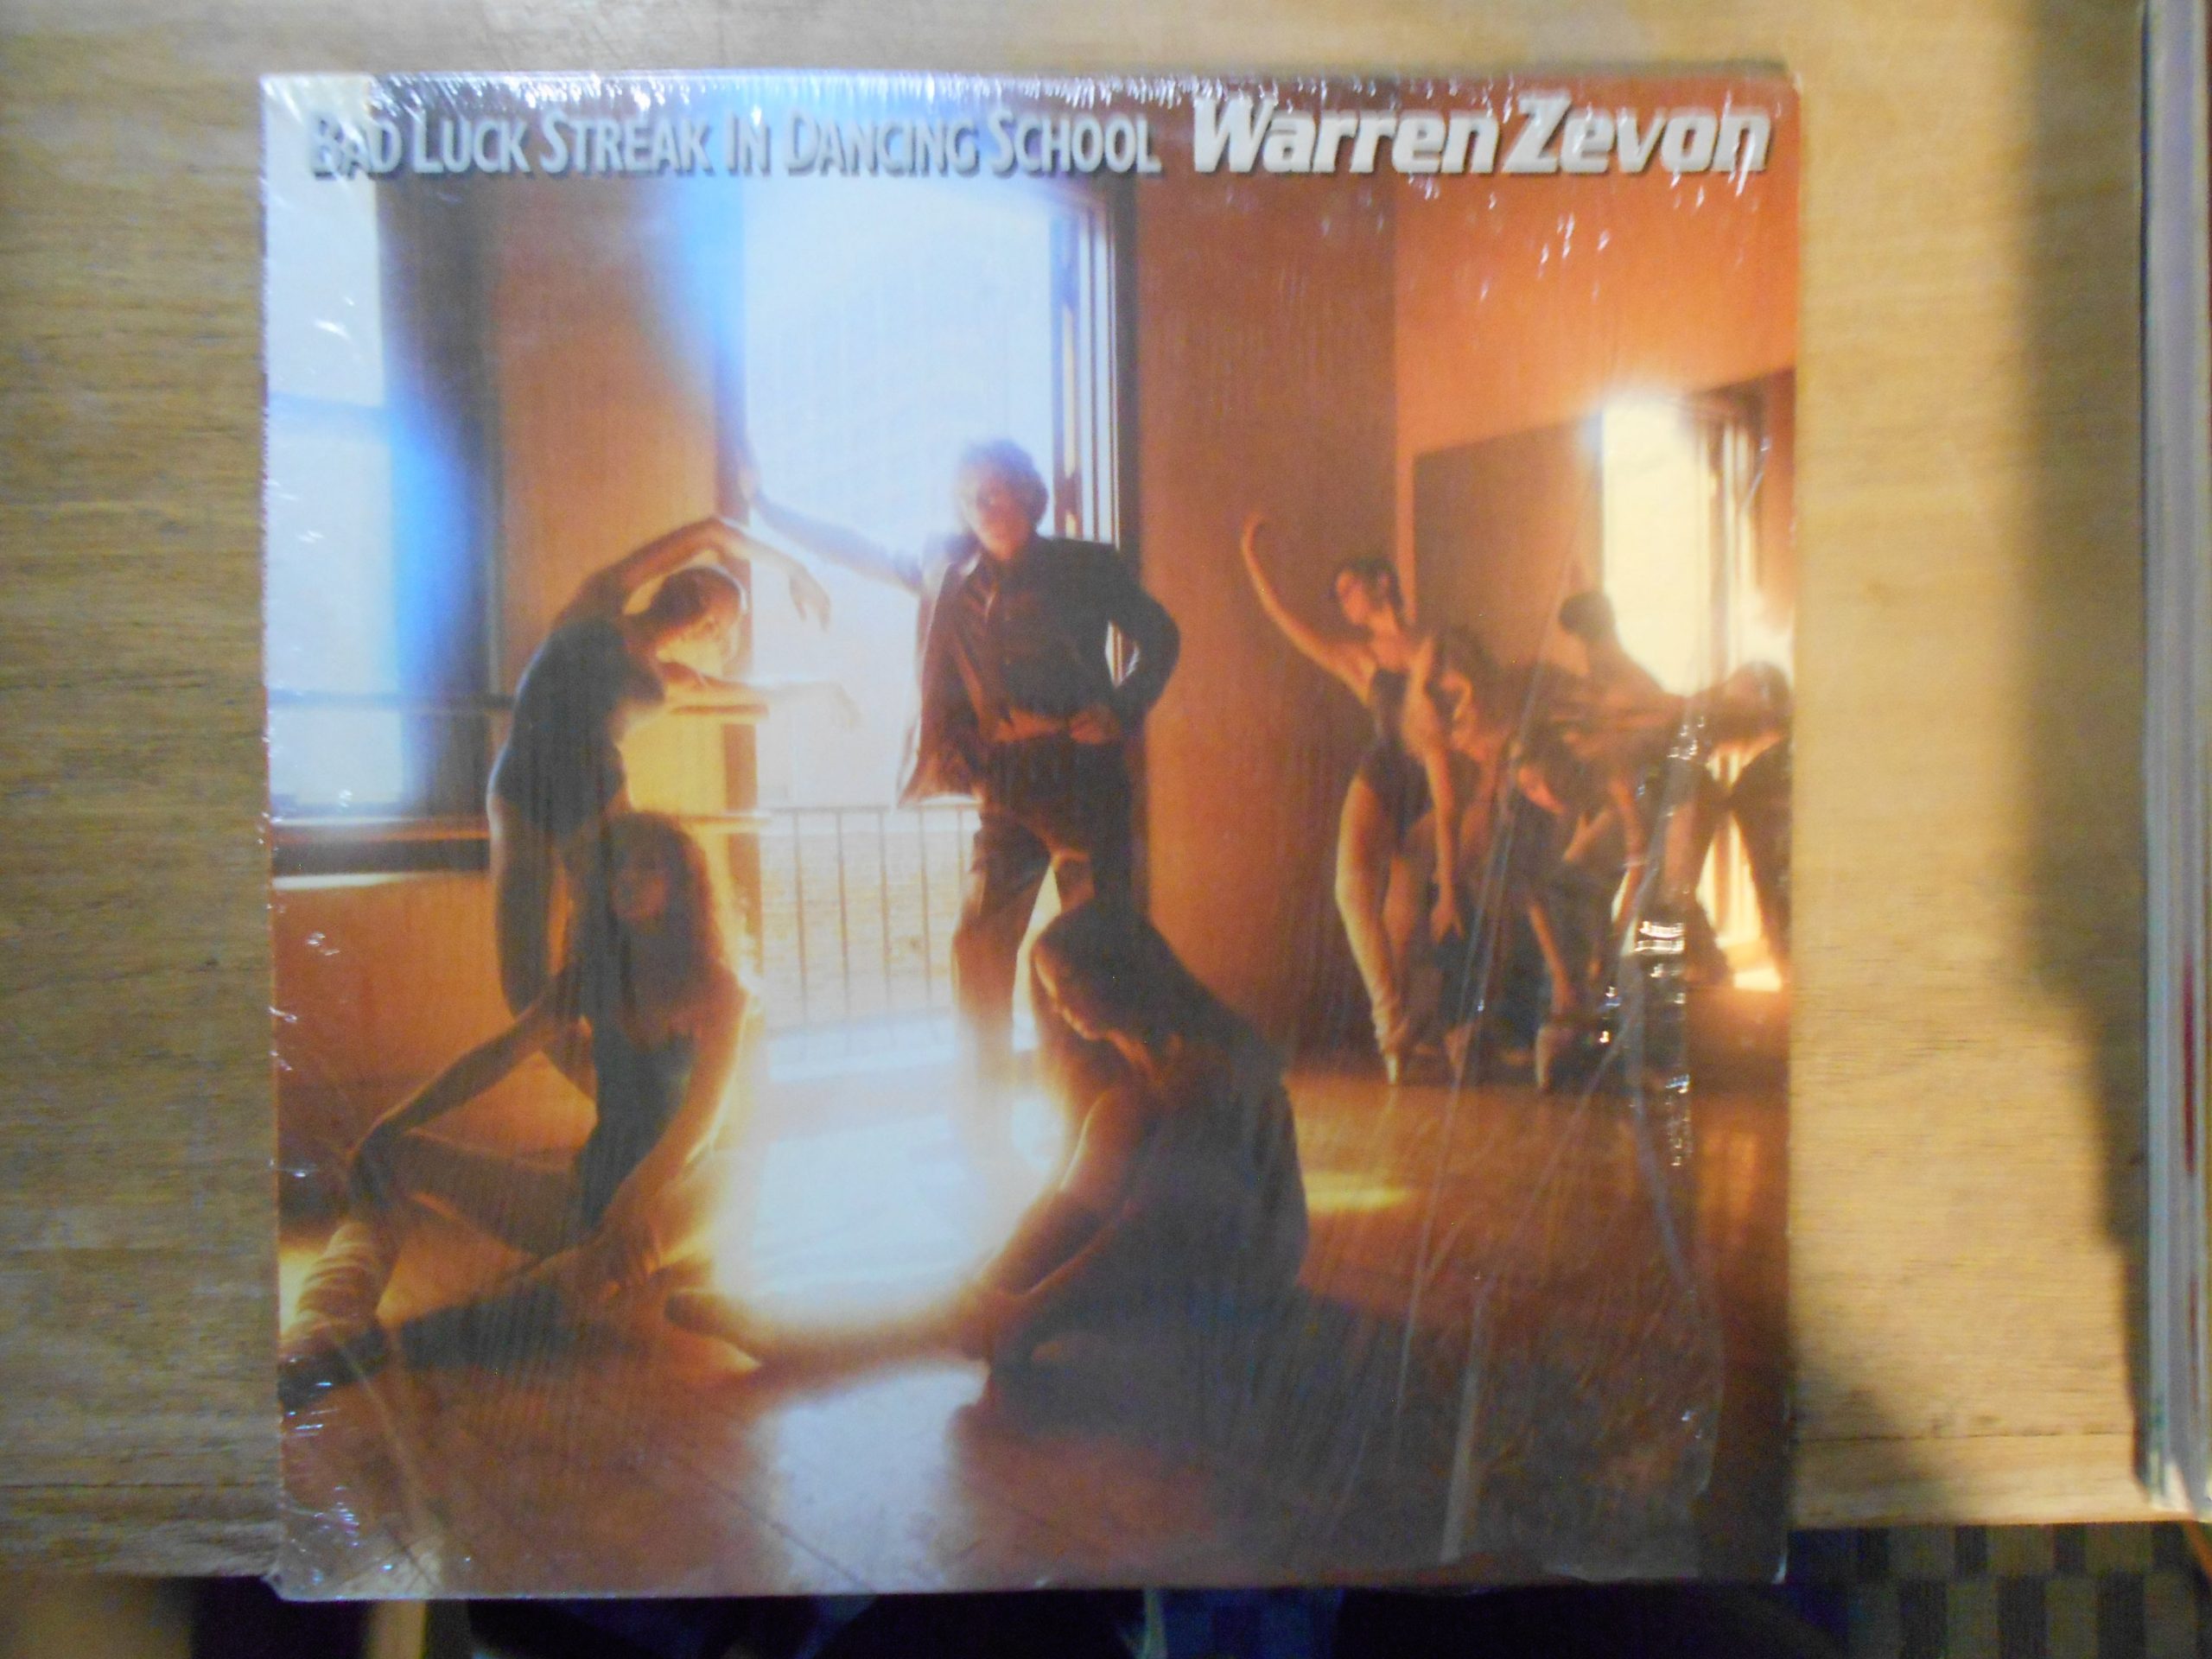 BAD LUCK STREAK IN DANCING SCHOOL Warren Zevon